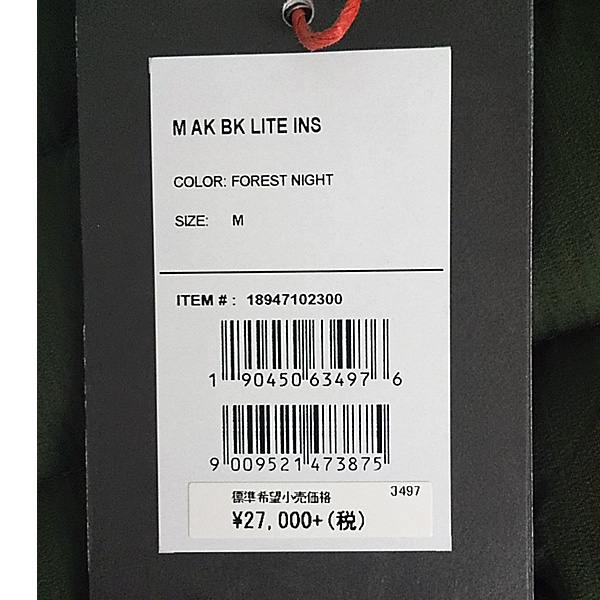 M AK BK LITE INS
COLOR: FOREST NIGHT
SIZE: M
ITEM # : 18947102300
1 90450 63497 6
9 009521 473875
3497
標準希望小売価格
¥27,000+(税)